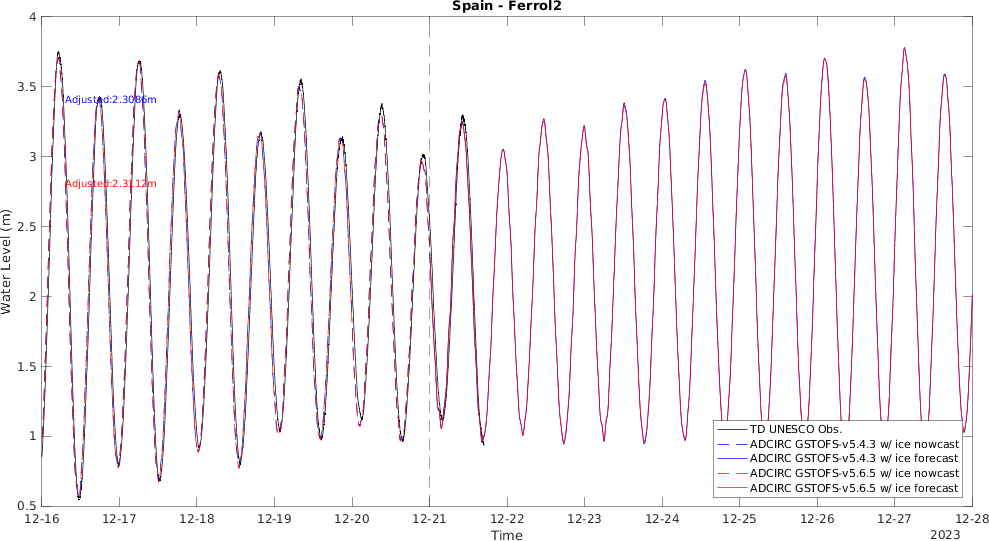 Spain - Ferrol2
4
3.5
3
2.5
2
1.5
1
0.5
Water Level (m)
Adjusted:2.3086m
Adjusted:2.3112m
TD UNESCO Obs.
ADCIRC GSTOFS-v5.4.3 w/ ice nowcast
ADCIRC GSTOFS-v5.4.3 w/ ice forecast
ADCIRC GSTOFS-v5.6.5 w/ ice nowcast
ADCIRC GSTOFS-v5.6.5 w/ ice forecast
12-16 12-17 12-18 12-19 12-20 12-21 12-22 12-23 12-24 12-25 12-26 12-27 12-28
Time
2023